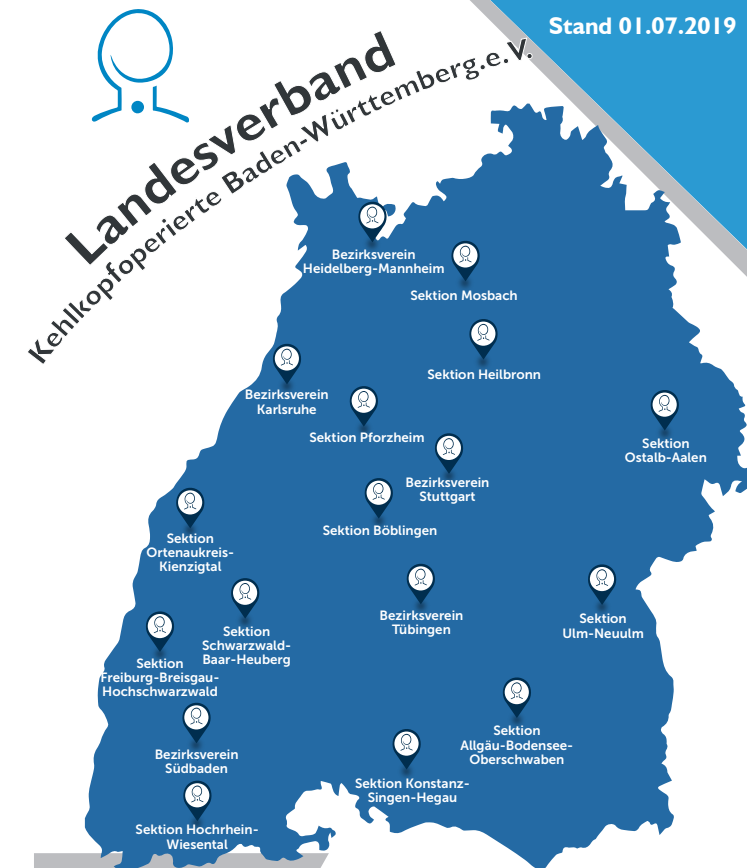 Stand 01.07.2019
Landesverband
Kehlkopfoperierte Baden-Württemberg.e.V.
Bezirksverein
Heidelberg-Mannheim
Sektion Mosbach
Sektion Heilbronn
Bezirksverein
Karlsruhe
Sektion Pforzheim
Sektion
Ostalb-Aalen
Bezirksverein
Stuttgart
Sektion Böblingen
Sektion
Ortenaukreis-
Kienzigtal
Bezirksverein
Tübingen
Sektion
Ulm-Neuulm
Sektion
Schwarzwald-
Baar-Heuberg
Sektion
Freiburg-Breisgau-
Hochschwarzwald
Sektion
Allgäu-Bodensee-
Oberschwaben
Bezirksverein
Südbaden
Sektion Konstanz-
Singen-Hegau
Sektion Hochrhein-
Wiesental